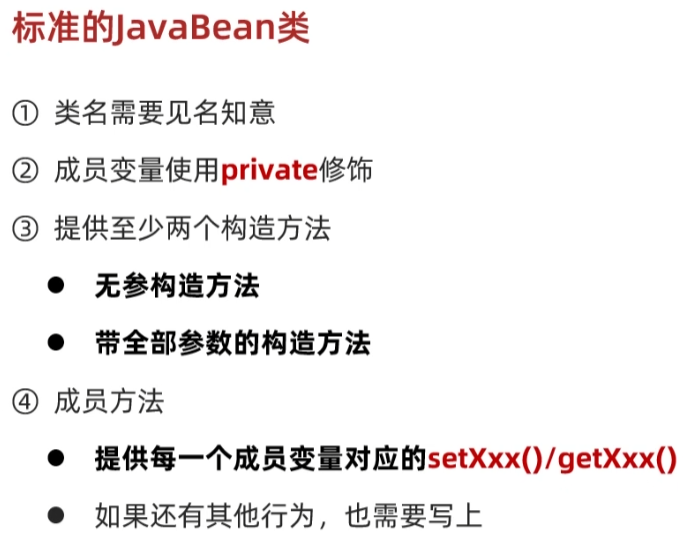 标准的JavaBean类
① 类名需要见名知意
② 成员变量使用private修饰
③ 提供至少两个构造方法
● 无参构造方法
● 带全部参数的构造方法
④ 成员方法
● 提供每一个成员变量对应的setXxx()/getXxx()
● 如果还有其他行为，也需要写上